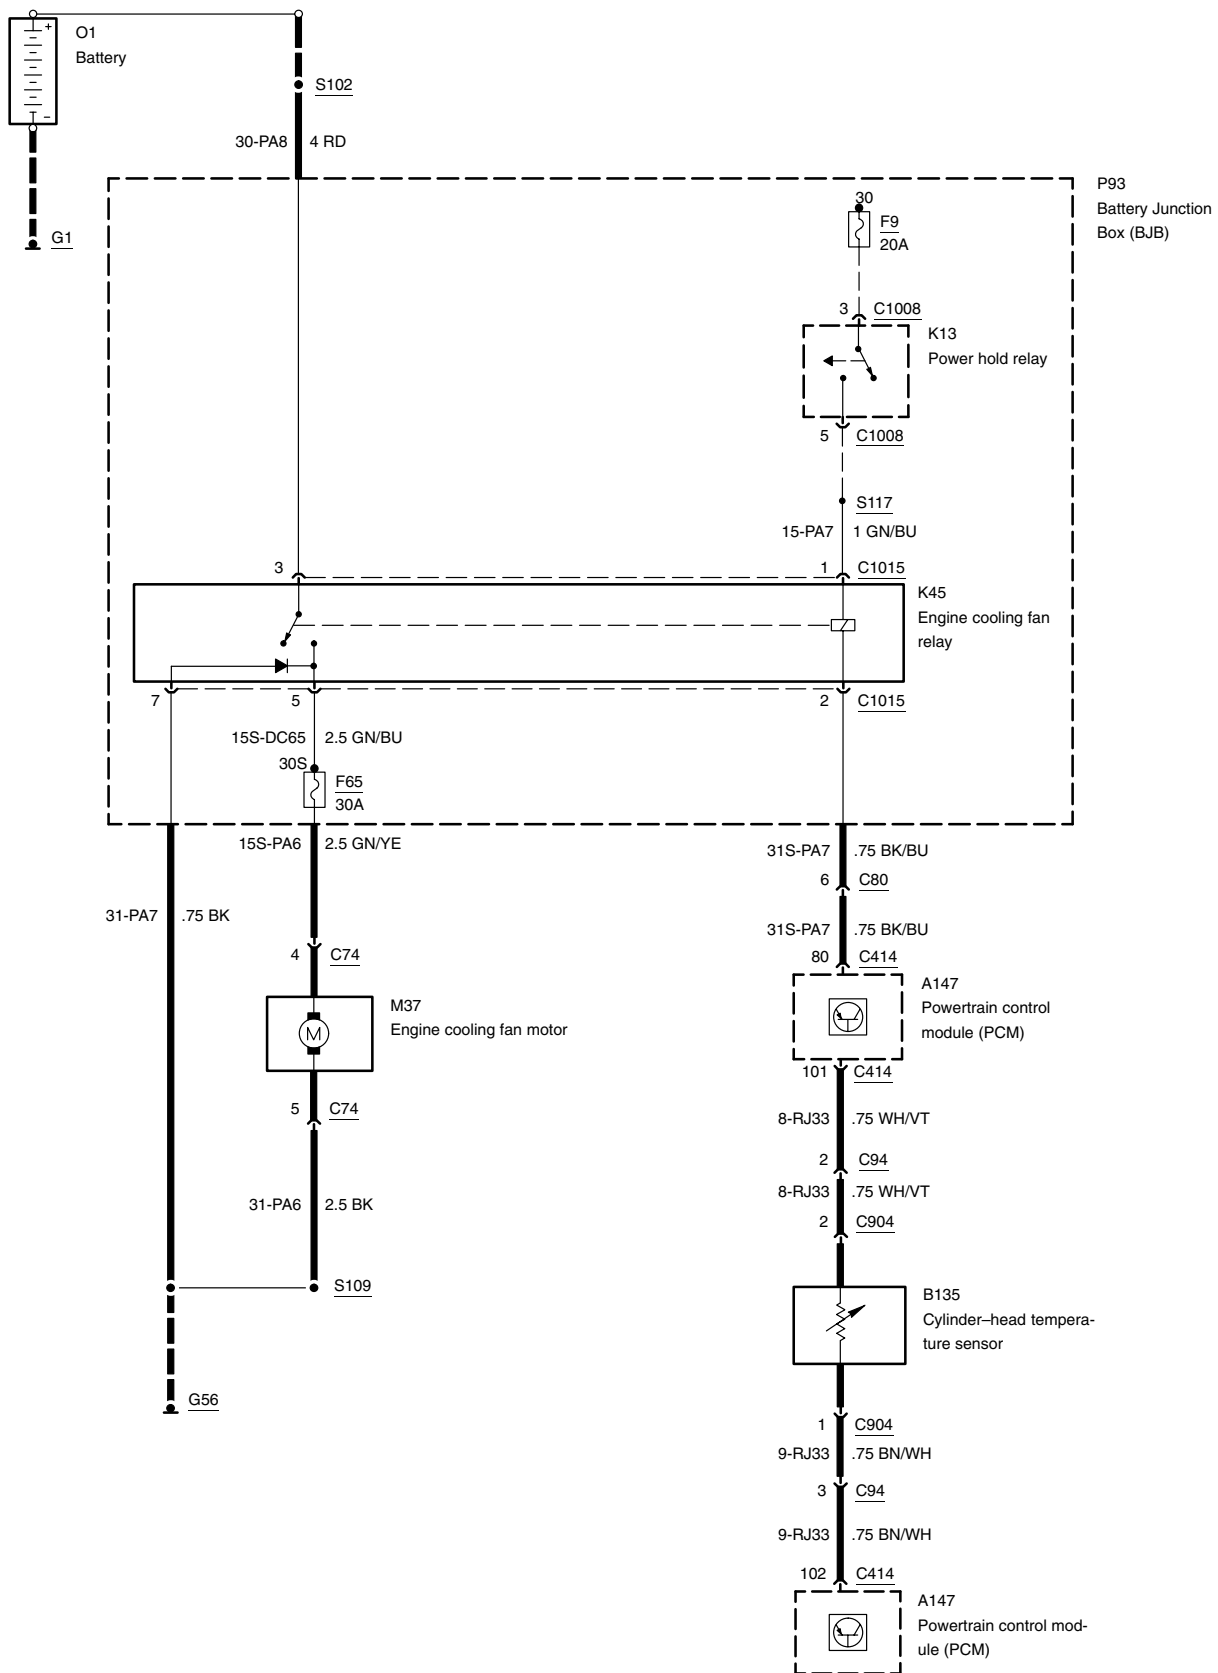 +
O1
Battery
S102
–
30-PA8 4 RD
P93
Battery Junction
Box (BJB)
30
F9
20A
G1
3 C1008
K13
Power hold relay
5 C1008
S117
15-PA7 1 GN/BU
3
1 C1015
K45
Engine cooling fan
relay
7
5
2 C1015
15S-DC65 2.5 GN/BU
30S
F65
30A
15S-PA6 2.5 GN/YE
31S-PA7 .75 BK/BU
6 C80
31-PA7 .75 BK
31S-PA7 .75 BK/BU
4 C74
80 C414
A147
Powertrain control
module (PCM)
M37
Engine cooling fan motor
M
101 C414
5 C74
8-RJ33 .75 WH/VT
2 C94
8-RJ33 .75 WH/VT
31-PA6 2.5 BK
2 C904
S109
B135
Cylinder–head tempera-
ture sensor
G56
1 C904
9-RJ33 .75 BN/WH
3 C94
9-RJ33 .75 BN/WH
102 C414
A147
Powertrain control mod-
ule (PCM)